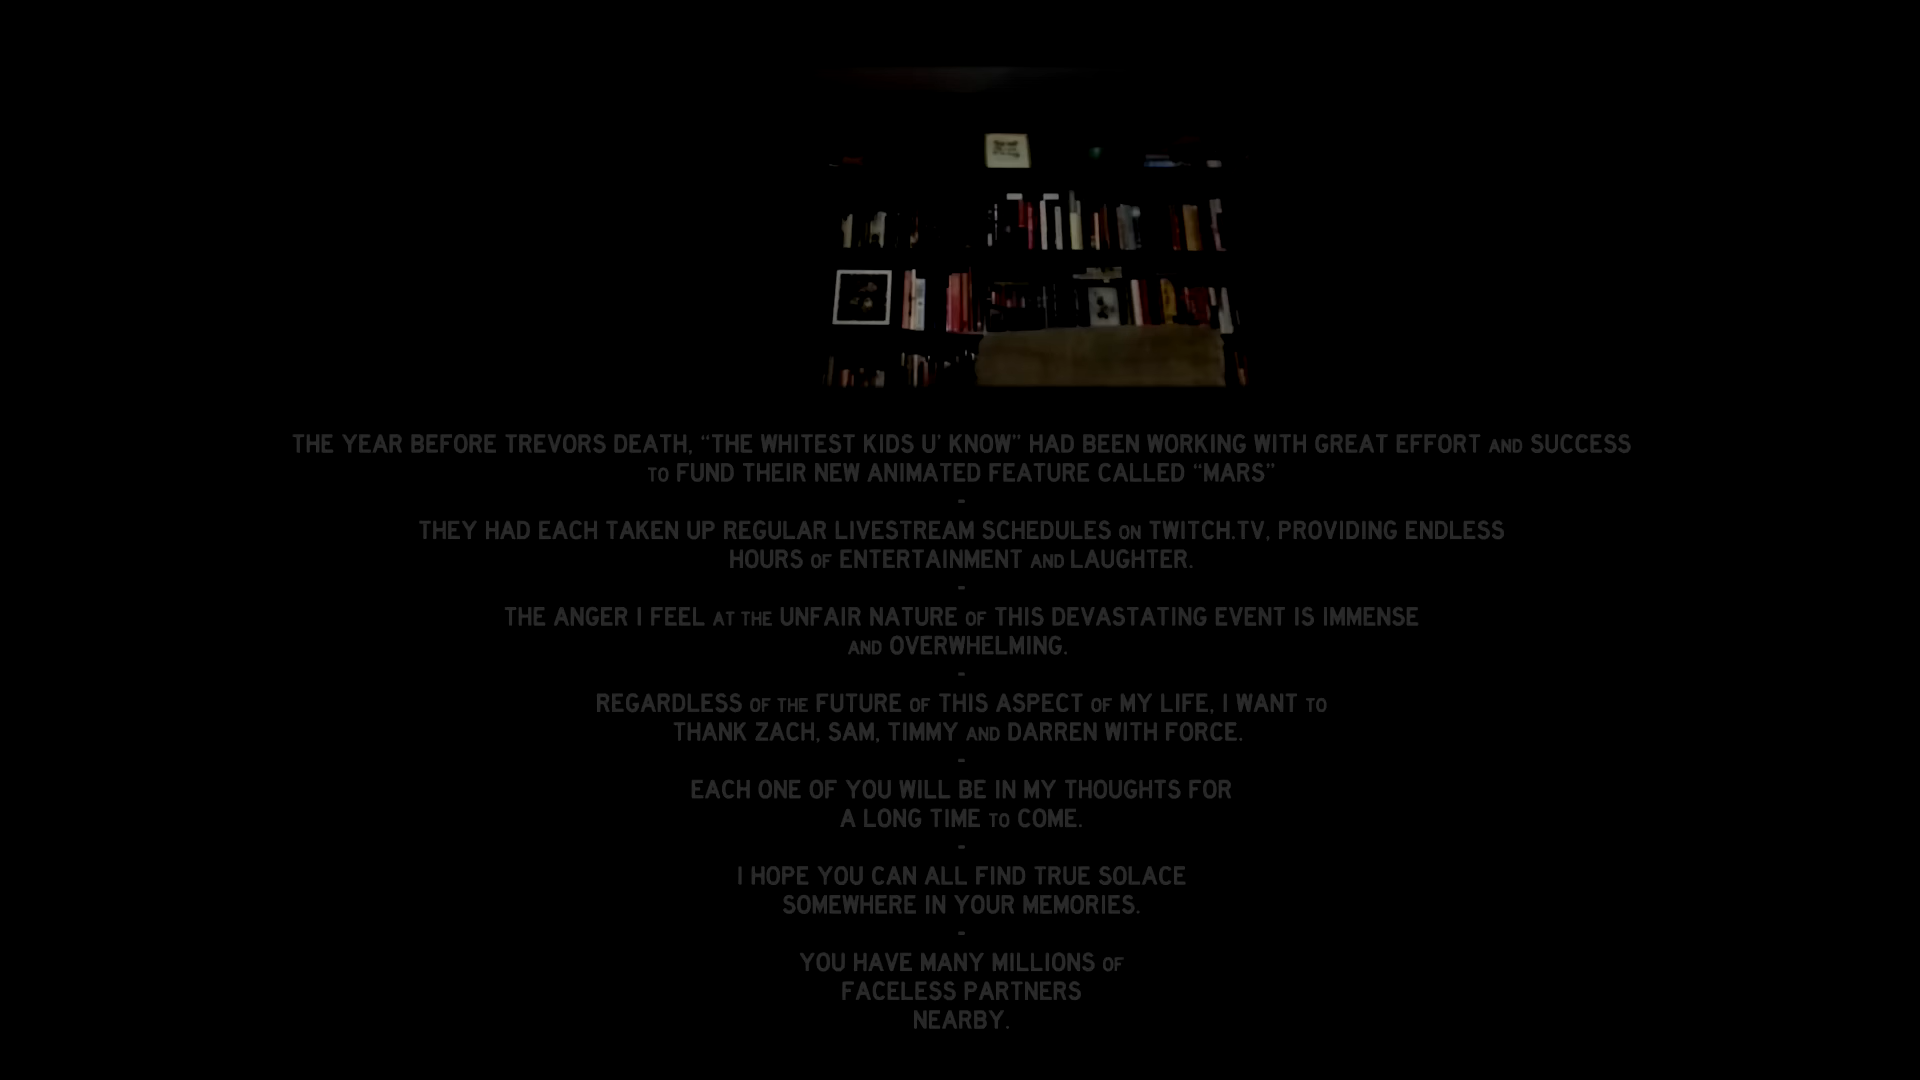 THE YEAR BEFORE TREVORS DEATH, “THE WHITEST KIDS U’ KNOW” HAD BEEN WORKING WITH GREAT EFFORT AND SUCCESS
TO FUND THEIR NEW ANIMATED FEATURE CALLED “MARS”
-
THEY HAD EACH TAKEN UP REGULAR LIVESTREAM SCHEDULES ON TWITCH.TV, PROVIDING ENDLESS
HOURS OF ENTERTAINMENT AND LAUGHTER.
-
THE ANGER I FEEL AT THE UNFAIR NATURE OF THIS DEVASTATING EVENT IS IMMENSE
AND OVERWHELMING.
-
REGARDLESS OF THE FUTURE OF THIS ASPECT OF MY LIFE, I WANT TO
THANK ZACH, SAM, TIMMY AND DARREN WITH FORCE.
-
EACH ONE OF YOU WILL BE IN MY THOUGHTS FOR
A LONG TIME TO COME.
-
I HOPE YOU CAN ALL FIND TRUE SOLACE
SOMEWHERE IN YOUR MEMORIES.
-
YOU HAVE MANY MILLIONS OF
FACELESS PARTNERS
NEARBY.